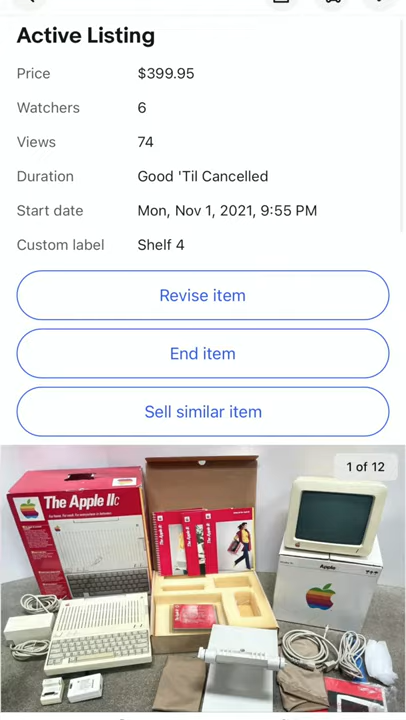 Active Listing
Price $399.95
Watchers 6
Views 74
Duration Good 'Til Cancelled
Start date Mon, Nov 1, 2021, 9:55 PM
Custom label Shelf 4
Revise item
End item
Sell similar item
1 of 12
The Apple IIc
Apple